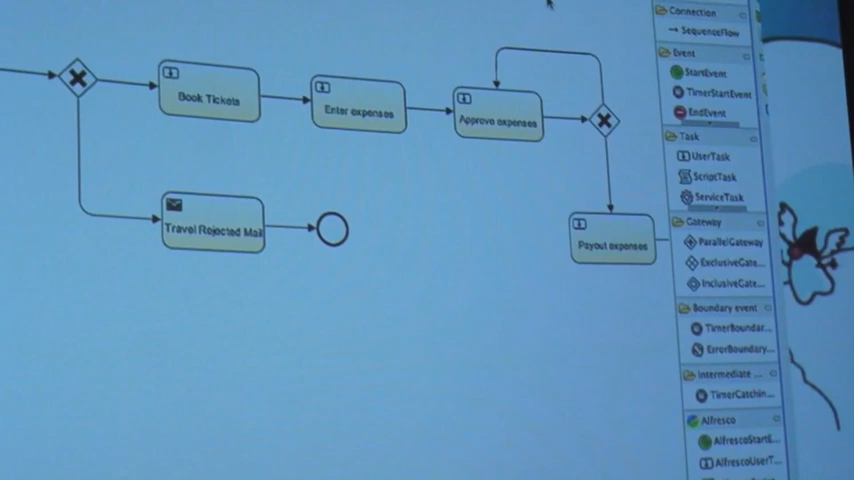 Book Tickets
Enter expenses
Approve expenses
Travel Rejected Mail
Payout expenses
Connection
SequenceFlow
Event
StartEvent
TimerStartEvent
EndEvent
Task
UserTask
ScriptTask
ServiceTask
Gateway
ParallelGateway
ExclusiveGate...
InclusiveGate...
Boundary event
TimerBoundar...
ErrorBoundary...
Intermediate ...
TimerCatchin...
Alfresco
AlfrescoStartE...
AlfrescoUserT...